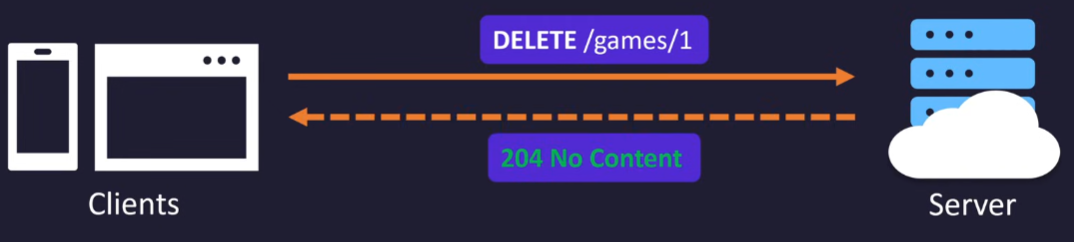 DELETE /games/1
204 No Content
Clients
Server